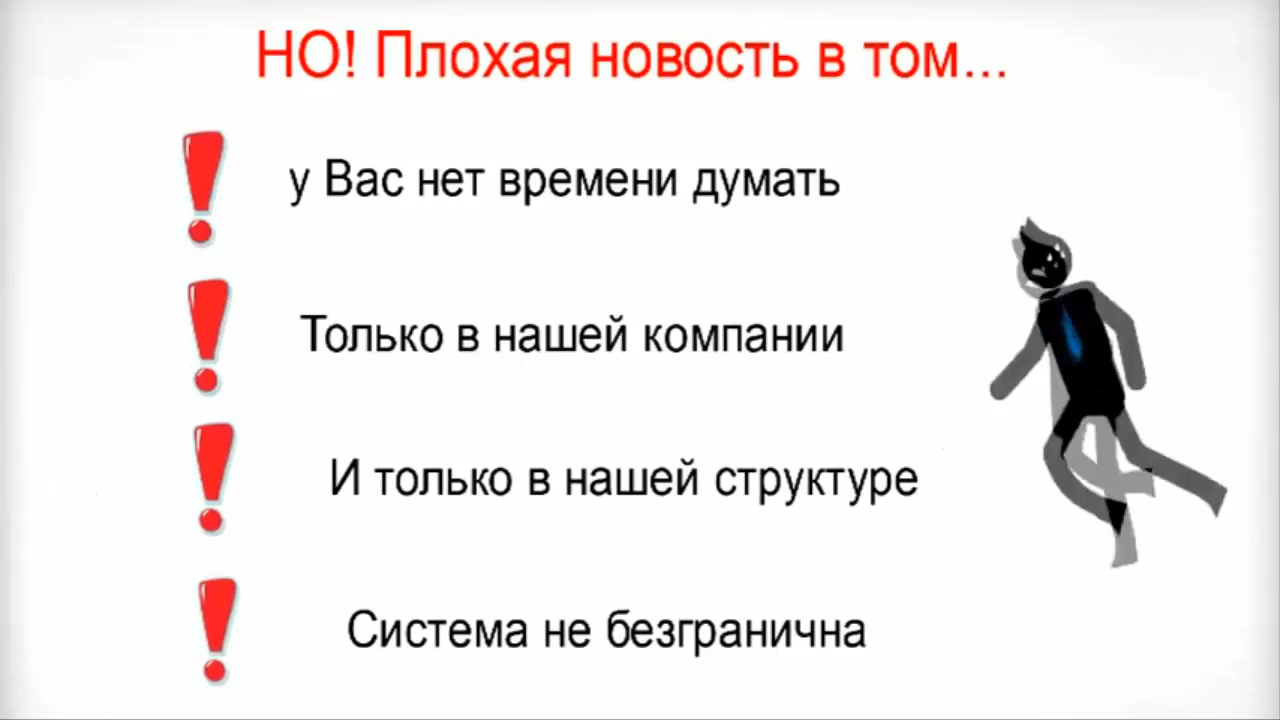 НО! Плохая новость в том...
у Вас нет времени думать
Только в нашей компании
И только в нашей структуре
Система не безгранична